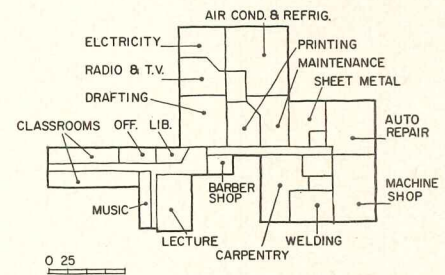 AIR COND. & REFRIG.
ELCTRICITY
PRINTING
MAINTENANCE
RADIO & T.V.
SHEET METAL
DRAFTING
CLASSROOMS
OFF.
LIB.
AUTO
REPAIR
BARBER
SHOP
MACHINE
SHOP
MUSIC
LECTURE
WELDING
CARPENTRY
0 25